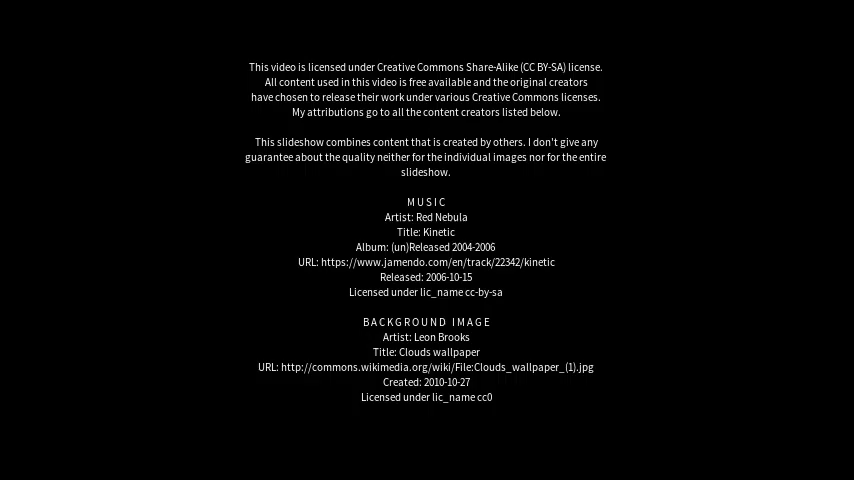 This video is licensed under Creative Commons Share-Alike (CC BY-SA) license.
All content used in this video is free available and the original creators
have chosen to release their work under various Creative Commons licenses.
My attributions go to all the content creators listed below.
This slideshow combines content that is created by others. I don't give any
guarantee about the quality neither for the individual images nor for the entire
slideshow.
MUSIC
Artist: Red Nebula
Title: Kinetic
Album: (un)Released 2004-2006
URL: https://www.jamendo.com/en/track/22342/kinetic
Released: 2006-10-15
Licensed under lic_name cc-by-sa
BACKGROUND IMAGE
Artist: Leon Brooks
Title: Clouds wallpaper
URL: http://commons.wikimedia.org/wiki/File:Clouds_wallpaper_(1).jpg
Created: 2010-10-27
Licensed under lic_name cc0